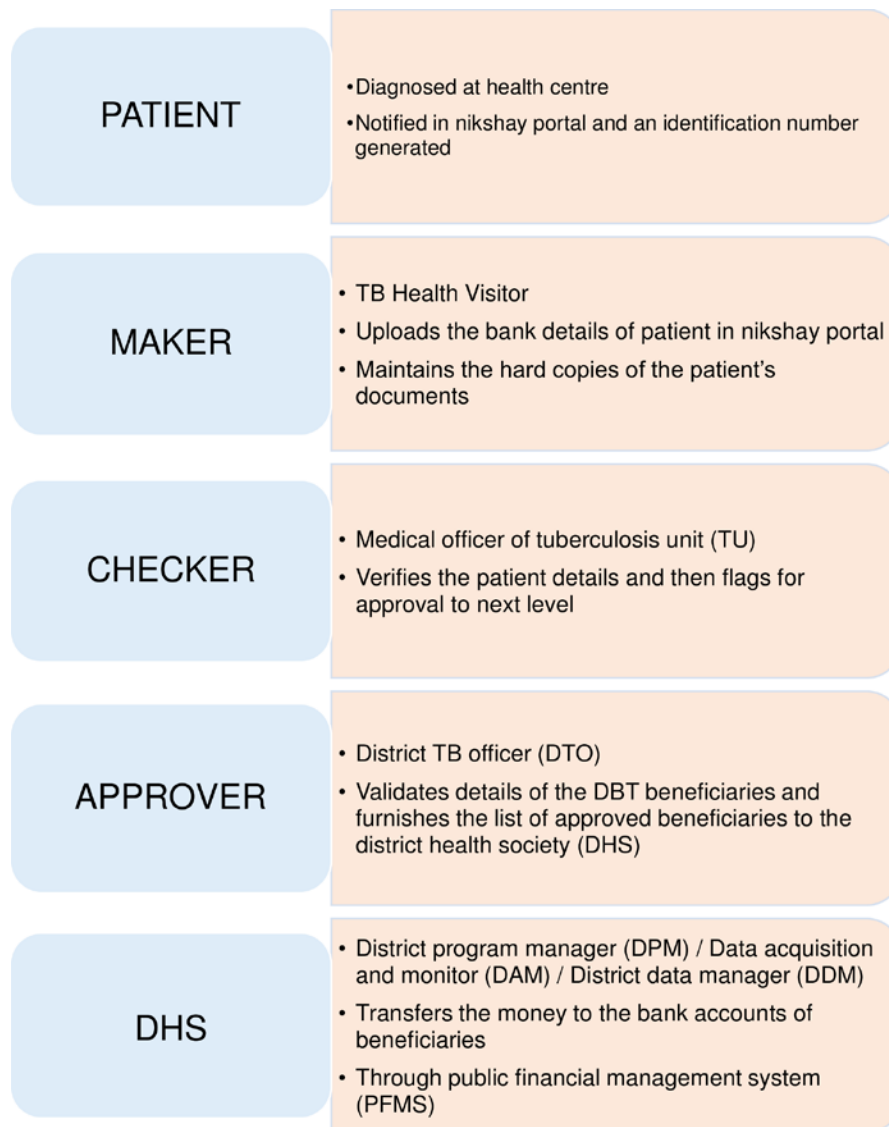 PATIENT
•Diagnosed at health centre
•Notified in nikshay portal and an identification number
generated
MAKER
• TB Health Visitor
• Uploads the bank details of patient in nikshay portal
• Maintains the hard copies of the patient's
documents
CHECKER
• Medical officer of tuberculosis unit (TU)
• Verifies the patient details and then flags for
approval to next level
APPROVER
• District TB officer (DTO)
• Validates details of the DBT beneficiaries and
furnishes the list of approved beneficiaries to the
district health society (DHS)
DHS
• District program manager (DPM) / Data acquisition
and monitor (DAM) / District data manager (DDM)
• Transfers the money to the bank accounts of
beneficiaries
• Through public financial management system
(PFMS)